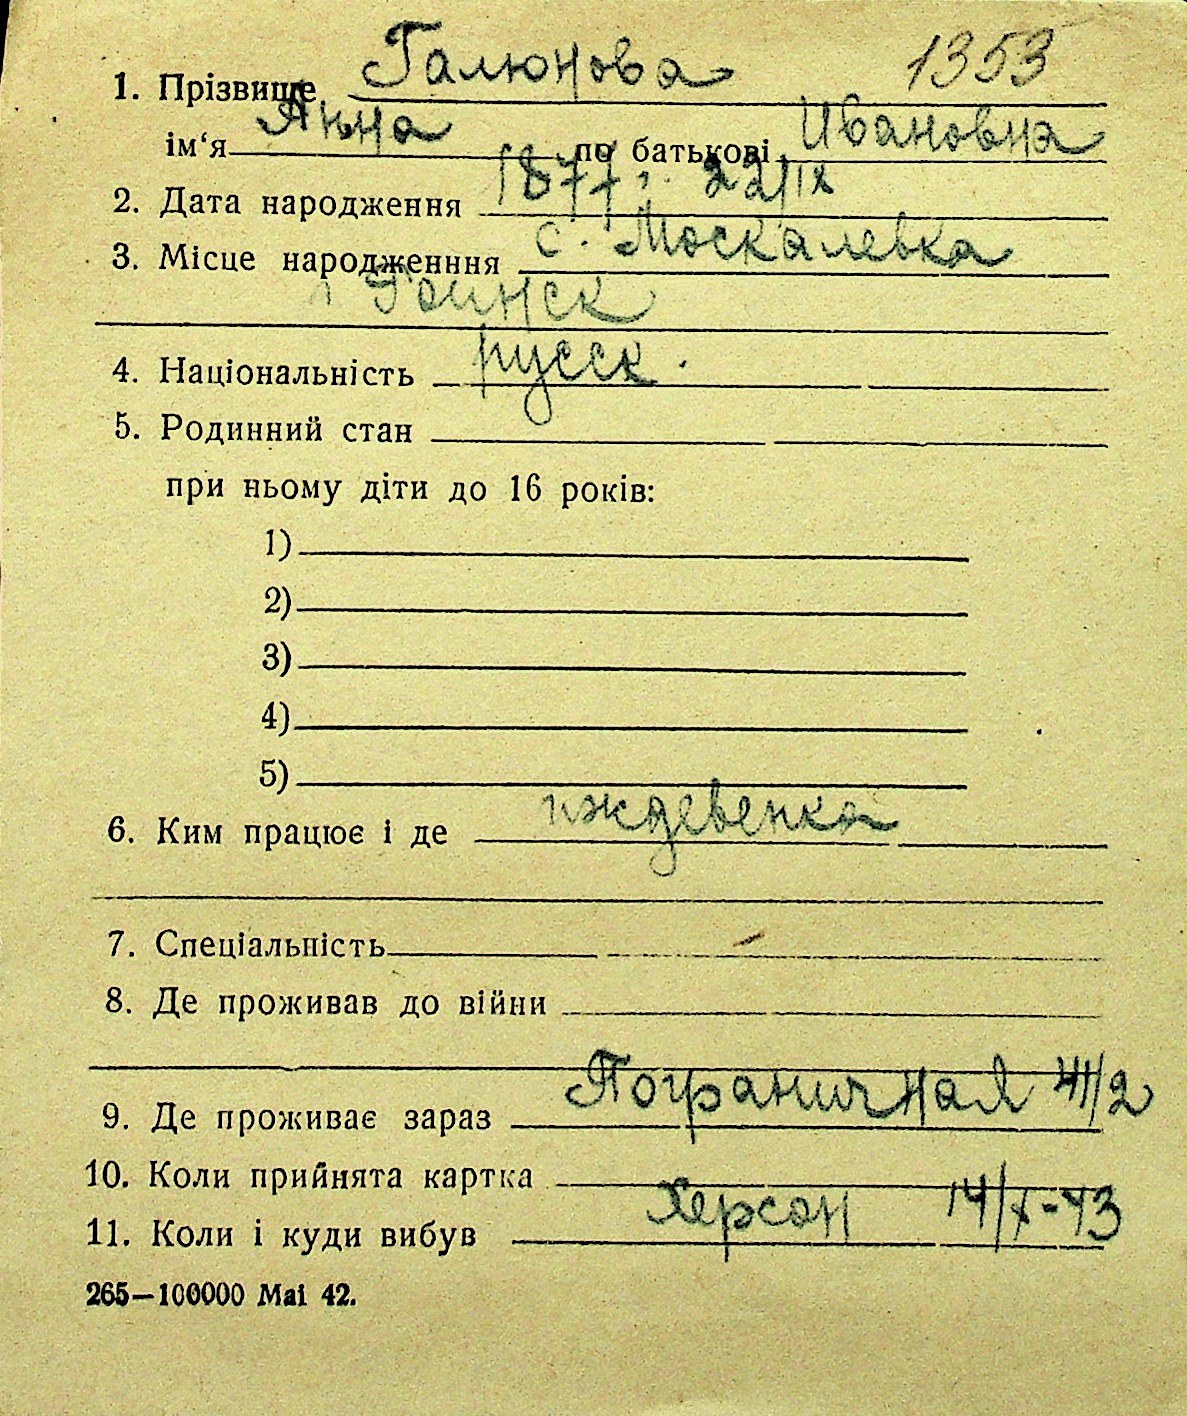 1. Прізвище Галюнова 1353
ім‘я Анна по батькові Ивановна
2. Дата народження 1877, 22/IX
3. Місце народженння с. Москалевка
4. Національність русск.
5. Родинний стан
при ньому діти до 16 років:
1)
2)
3)
4)
5)
6. Ким працює і де иждевенка
7. Спеціальність
8. Де проживав до війни
9. Де проживає зараз Пограничная 41/2
10. Коли прийнята картка
11. Коли і куди вибув Херсон 14/X-43
265—100000 Mai 42.